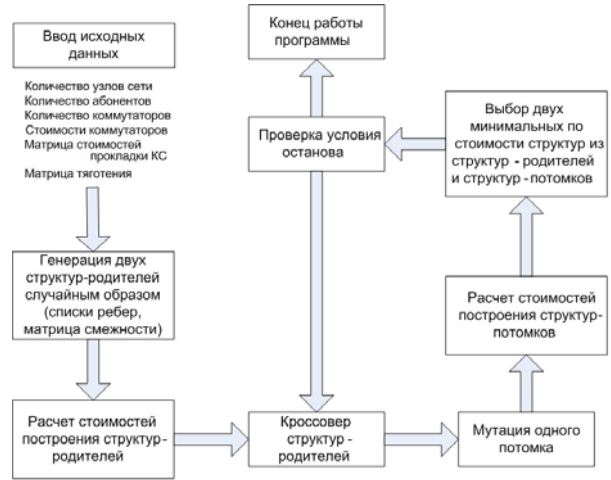 Ввод исходных
данных
Количество узлов сети
Количество абонентов
Количество коммутаторов
Стоимости коммутаторов
Матрица стоимостей
прокладки КС
Матрица тяготения
Генерация двух
структур-родителей
случайным образом
(списки ребер,
матрица смежности)
Расчет стоимостей
построения структур-
родителей
Кроссовер
структур -
родителей
Мутация одного
потомка
Расчет стоимостей
построения структур-
потомков
Выбор двух
минимальных по
стоимости структур из
структур - родителей
и структур - потомков
Проверка условия
останова
Конец работы
программы